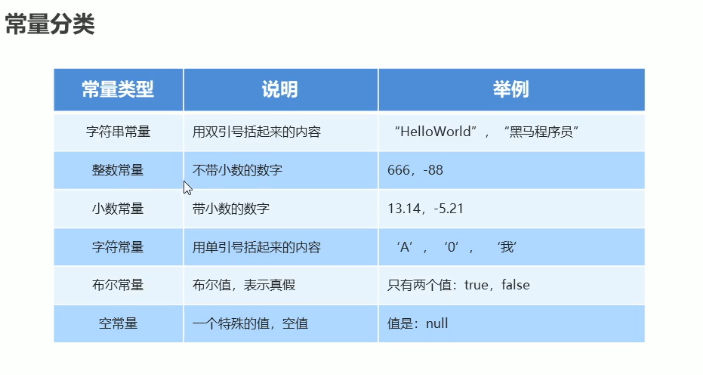 常量分类
常量类型 说明 举例
字符串常量 用双引号括起来的内容 “HelloWorld”，“黑马程序员”
整数常量 不带小数的数字 666，-88
小数常量 带小数的数字 13.14，-5.21
字符常量 用单引号括起来的内容 ‘A’，‘0’，‘我’
布尔常量 布尔值，表示真假 只有两个值：true，false
空常量 一个特殊的值，空值 值是：null